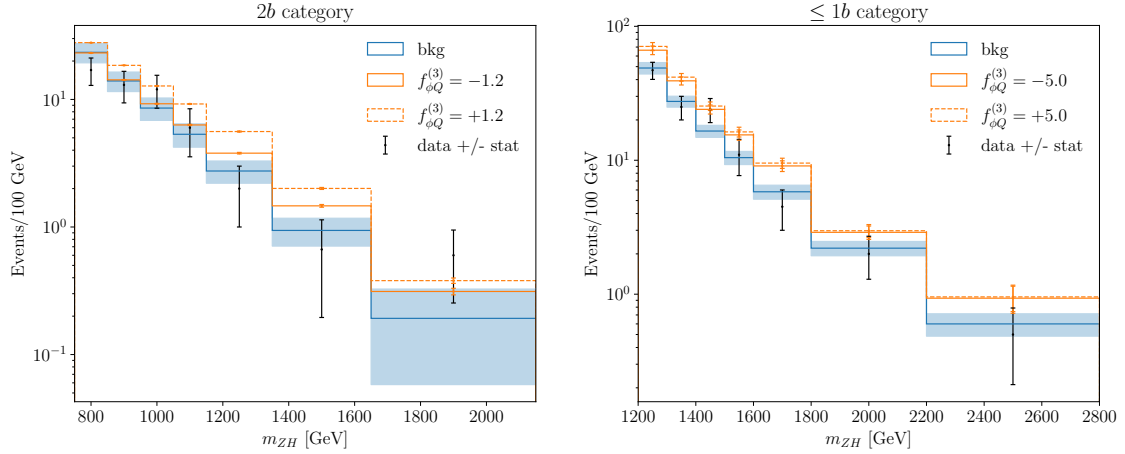 2b category
bkg
f_{ϕQ}^{(3)} = −1.2
f_{ϕQ}^{(3)} = +1.2
data +/- stat
Events/100 GeV
10^1
10^0
10^{−1}
800 1000 1200 1400 1600 1800 2000
m_{ZH} [GeV]
≤ 1b category
bkg
f_{ϕQ}^{(3)} = −5.0
f_{ϕQ}^{(3)} = +5.0
data +/- stat
Events/100 GeV
10^2
10^1
10^0
1200 1400 1600 1800 2000 2200 2400 2600 2800
m_{ZH} [GeV]